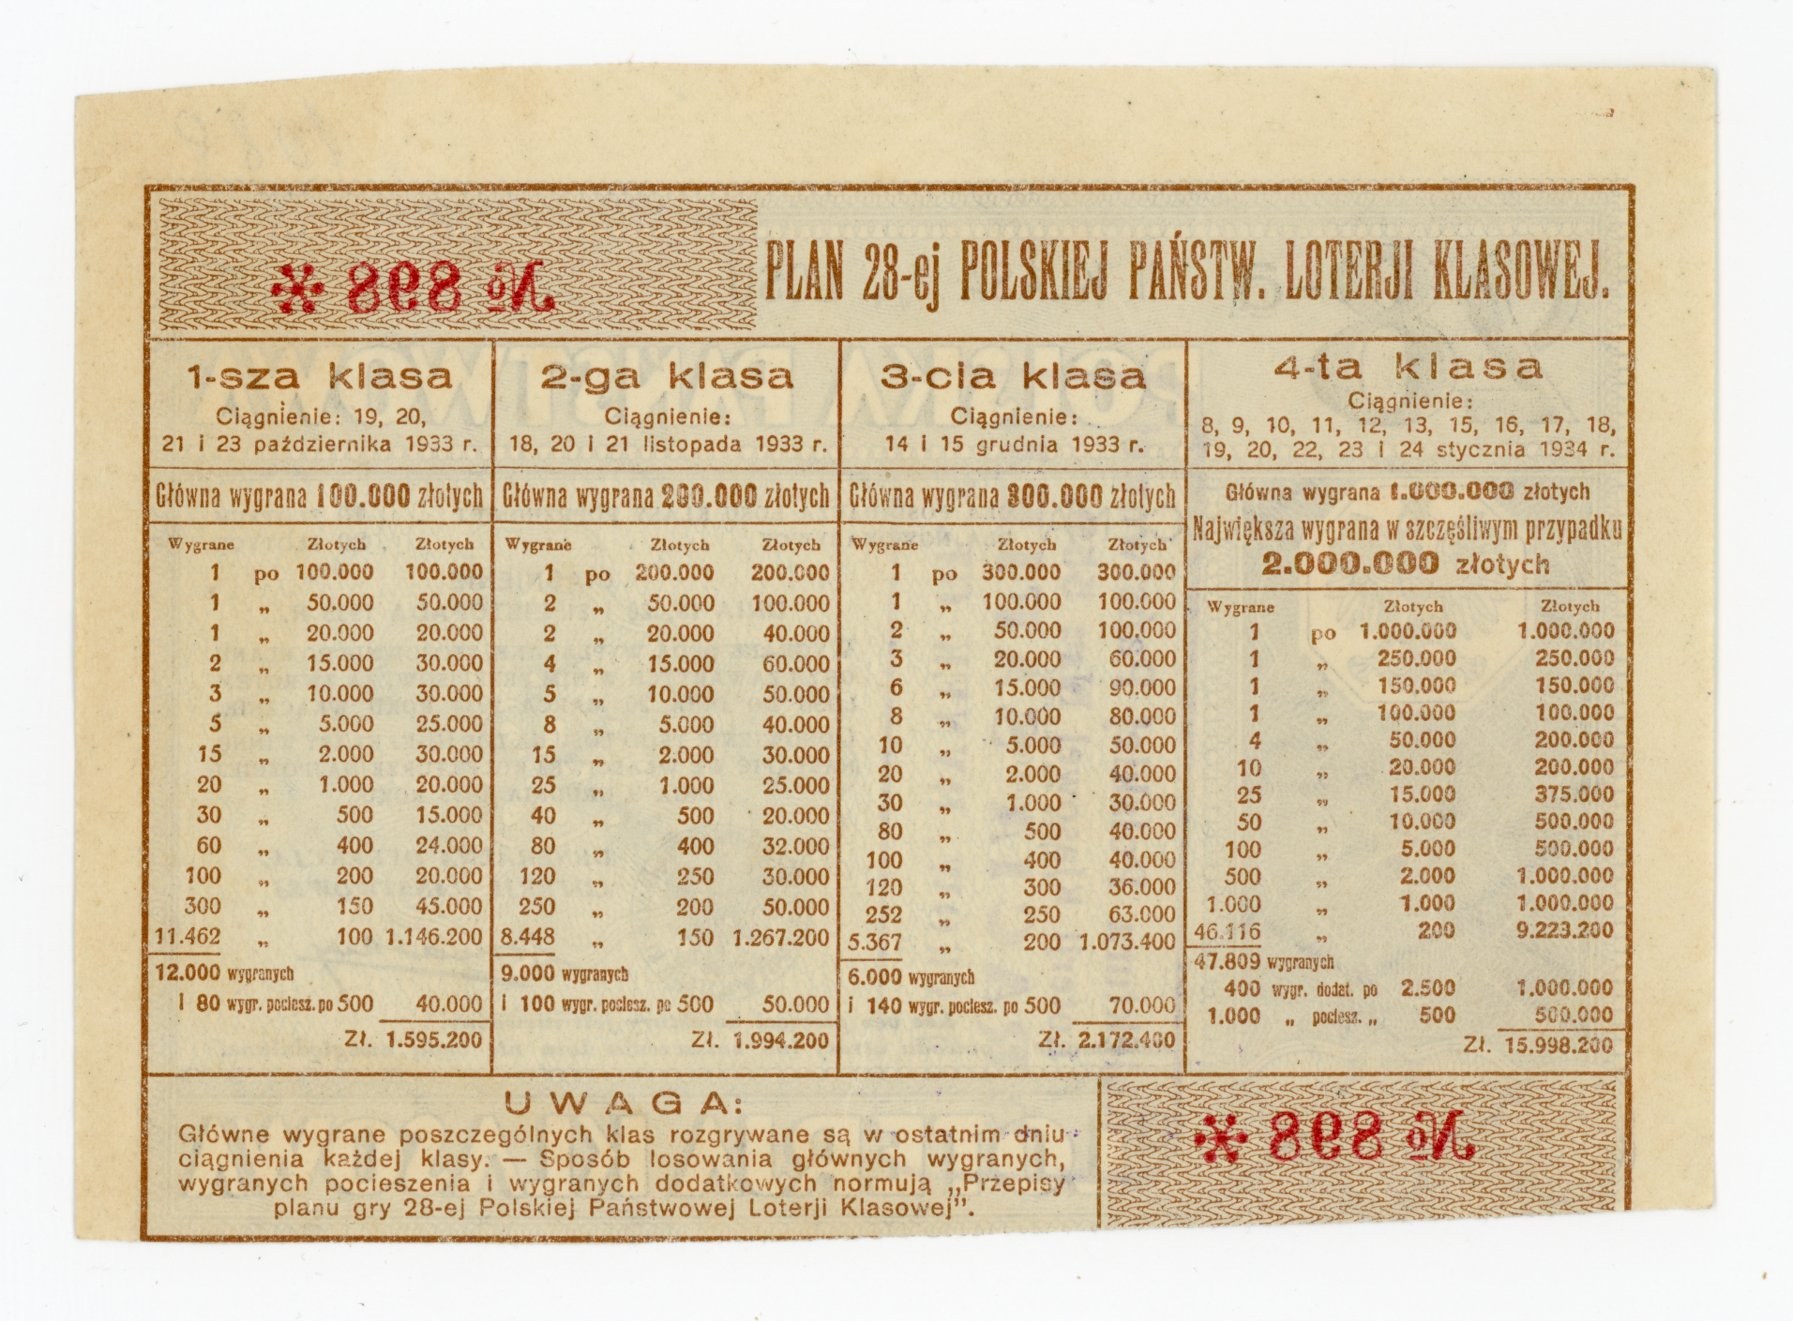 № 898 *
PLAN 28-ej POLSKIEJ PAŃSTW. LOTERJI KLASOWEJ.
1-sza klasa
Ciągnienie: 19, 20,
21 i 23 października 1933 r.
Główna wygrana 100.000 złotych
Wygrane Złotych Złotych
1 po 100.000 100.000
1 „ 50.000 50.000
1 „ 20.000 20.000
2 „ 15.000 30.000
3 „ 10.000 30.000
5 „ 5.000 25.000
15 „ 2.000 30.000
20 „ 1.000 20.000
30 „ 500 15.000
60 „ 400 24.000
100 „ 200 20.000
300 „ 150 45.000
11.462 „ 100 1.146.200
12.000 wygranych
i 80 wygr. pociesz. po 500 40.000
Zł. 1.595.200
2-ga klasa
Ciągnienie:
18, 20 i 21 listopada 1933 r.
Główna wygrana 200.000 złotych
Wygrane Złotych Złotych
1 po 200.000 200.000
2 „ 50.000 100.000
2 „ 20.000 40.000
4 „ 15.000 60.000
5 „ 10.000 50.000
8 „ 5.000 40.000
15 „ 2.000 30.000
25 „ 1.000 25.000
40 „ 500 20.000
80 „ 400 32.000
120 „ 250 30.000
250 „ 200 50.000
8.448 „ 150 1.267.200
9.000 wygranych
i 100 wygr. pociesz. po 500 50.000
Zł. 1.994.200
3-cia klasa
Ciągnienie:
14 i 15 grudnia 1933 r.
Główna wygrana 300.000 złotych
Wygrane Złotych Złotych
1 po 300.000 300.000
1 „ 100.000 100.000
2 „ 50.000 100.000
3 „ 20.000 60.000
6 „ 15.000 90.000
8 „ 10.000 80.000
10 „ 5.000 50.000
20 „ 2.000 40.000
30 „ 1.000 30.000
80 „ 500 40.000
100 „ 400 40.000
120 „ 300 36.000
252 „ 250 63.000
5.367 „ 200 1.073.400
6.000 wygranych
i 140 wygr. pociesz. po 500 70.000
Zł. 2.172.400
4-ta klasa
Ciągnienie:
8, 9, 10, 11, 12, 13, 15, 16, 17, 18,
19, 20, 22, 23 i 24 stycznia 1934 r.
Główna wygrana 1.000.000 złotych
Największa wygrana w szczęśliwym przypadku
2.000.000 złotych
Wygrane Złotych Złotych
1 po 1.000.000 1.000.000
1 „ 250.000 250.000
1 „ 150.000 150.000
1 „ 100.000 100.000
4 „ 50.000 200.000
10 „ 20.000 200.000
25 „ 15.000 375.000
50 „ 10.000 500.000
100 „ 5.000 500.000
500 „ 2.000 1.000.000
1.000 „ 1.000 1.000.000
46.116 „ 200 9.223.200
47.809 wygranych
400 wygr. dodat. po 2.500 1.000.000
1.000 „ pociesz. „ 500 500.000
Zł. 15.998.200
UWAGA:
Główne wygrane poszczególnych klas rozgrywane są w ostatnim dniu
ciągnienia każdej klasy. — Sposób losowania głównych wygranych,
wygranych pocieszenia i wygranych dodatkowych normują „Przepisy
planu gry 28-ej Polskiej Państwowej Loterji Klasowej”.
№ 898 *